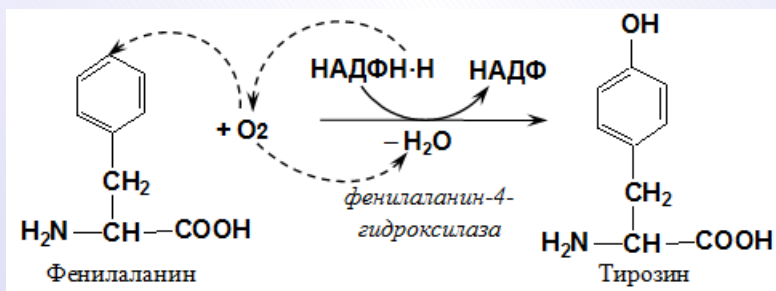 OH
НАДФН·Н НАДФ
+ O2
– H₂O
CH₂
фенилаланин-4-
гидроксилаза
CH₂
H₂N—CH—COOH
H₂N—CH—COOH
Фенилаланин
Тирозин